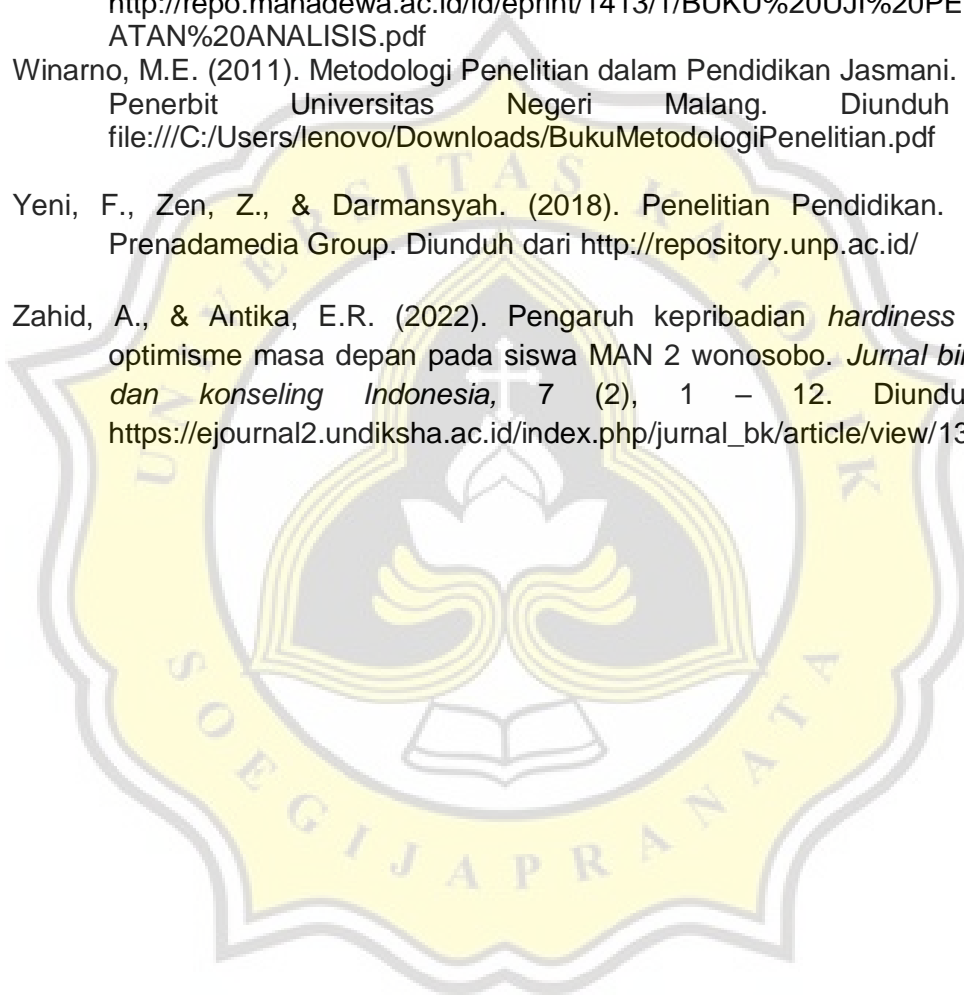 http://repo.mahadewa.ac.id/id/eprint/1413/1/BUKU%20UJI%20PE
ATAN%20ANALISIS.pdf
Winarno, M.E. (2011). Metodologi Penelitian dalam Pendidikan Jasmani.
Penerbit Universitas Negeri Malang. Diunduh
file:///C:/Users/lenovo/Downloads/BukuMetodologiPenelitian.pdf
Yeni, F., Zen, Z., & Darmansyah. (2018). Penelitian Pendidikan.
Prenadamedia Group. Diunduh dari http://repository.unp.ac.id/
Zahid, A., & Antika, E.R. (2022). Pengaruh kepribadian hardiness
optimisme masa depan pada siswa MAN 2 wonosobo. Jurnal bi
dan konseling Indonesia, 7 (2), 1 – 12. Diundu
https://ejournal2.undiksha.ac.id/index.php/jurnal_bk/article/view/13
UNIVERSITAS KATOLIK
SOEGIJAPRANATA